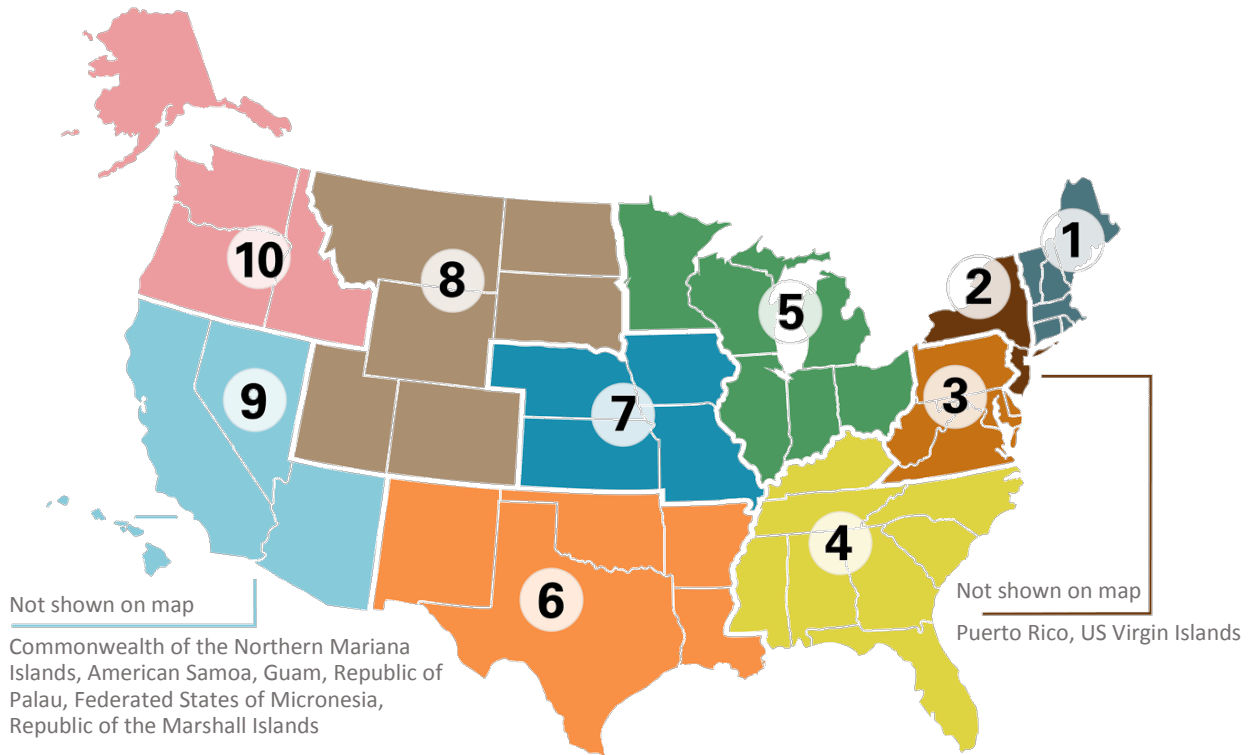 1
2
10
8
5
3
9
7
4
6
Not shown on map
Commonwealth of the Northern Mariana
Islands, American Samoa, Guam, Republic of
Palau, Federated States of Micronesia,
Republic of the Marshall Islands
Not shown on map
Puerto Rico, US Virgin Islands